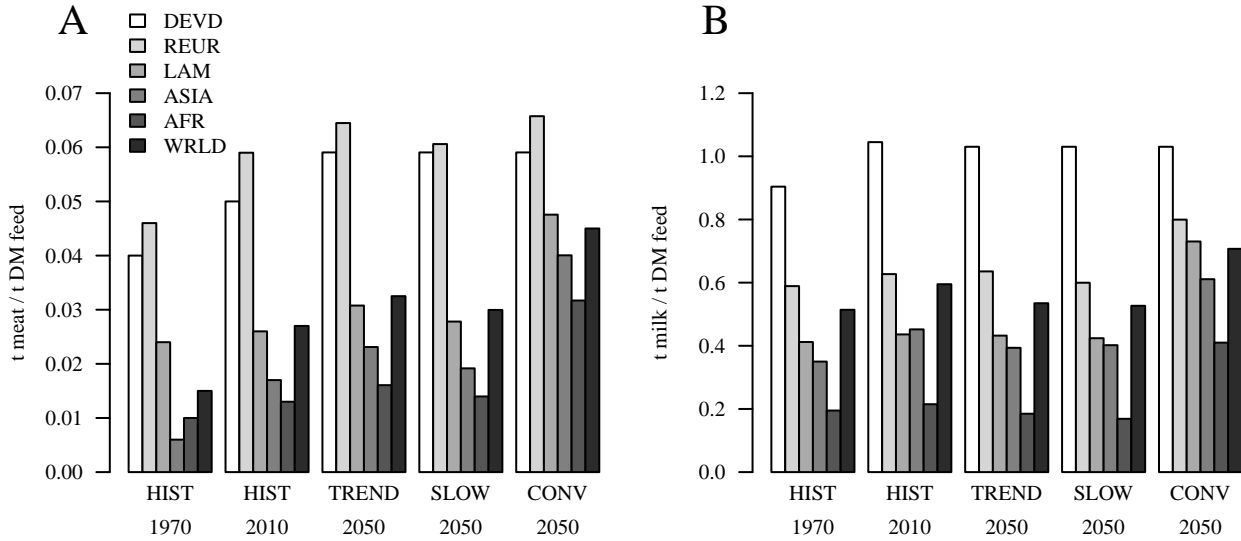 A
DEVD
REUR
LAM
ASIA
AFR
WRLD
t meat / t DM feed
0.07
0.06
0.05
0.04
0.03
0.02
0.01
0.00
HIST HIST TREND SLOW CONV
1970 2010 2050 2050 2050
B
t milk / t DM feed
1.2
1.0
0.8
0.6
0.4
0.2
0.0
HIST HIST TREND SLOW CONV
1970 2010 2050 2050 2050